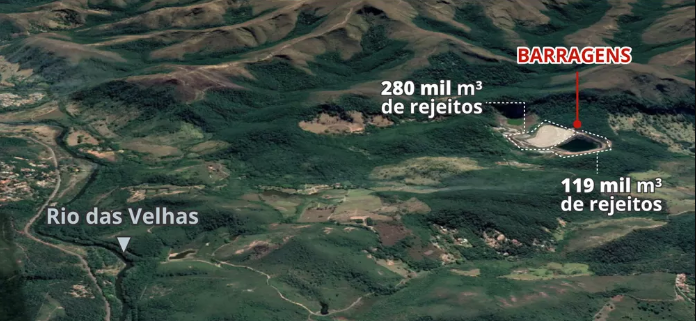 BARRAGENS
280 mil m³
de rejeitos
119 mil m³
de rejeitos
Rio das Velhas